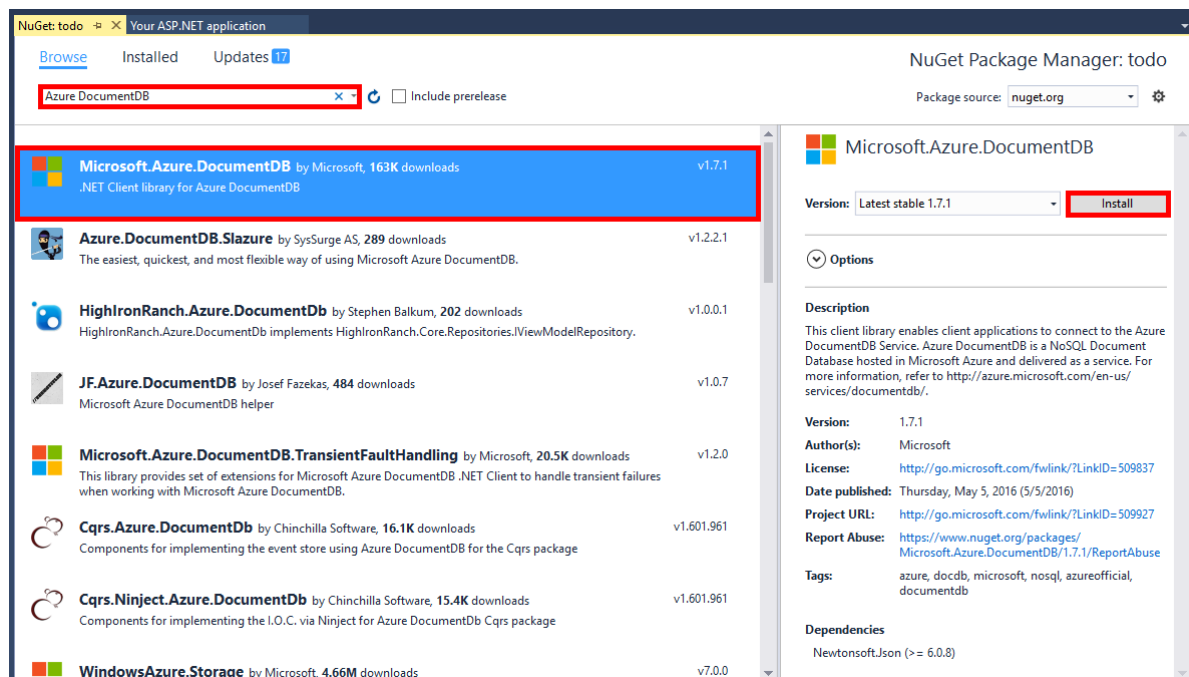 NuGet: todo
Your ASP.NET application
Browse Installed Updates 17
NuGet Package Manager: todo
Azure DocumentDB
Include prerelease
Package source: nuget.org
Microsoft.Azure.DocumentDB by Microsoft, 163K downloads v1.7.1
.NET Client library for Azure DocumentDB
Azure.DocumentDB.Slazure by SysSurge AS, 289 downloads v1.2.2.1
The easiest, quickest, and most flexible way of using Microsoft Azure DocumentDB.
HighIronRanch.Azure.DocumentDb by Stephen Balkum, 202 downloads v1.0.0.1
HighIronRanch.Azure.DocumentDb implements HighIronRanch.Core.Repositories.IViewModelRepository.
JF.Azure.DocumentDB by Josef Fazekas, 484 downloads v1.0.7
Microsoft Azure DocumentDB helper
Microsoft.Azure.DocumentDB.TransientFaultHandling by Microsoft, 20.5K downloads v1.2.0
This library provides set of extensions for Microsoft Azure DocumentDB .NET Client to handle transient failures
when working with Microsoft Azure DocumentDB.
Cqrs.Azure.DocumentDb by Chinchilla Software, 16.1K downloads v1.601.961
Components for implementing the event store using Azure DocumentDB for the Cqrs package
Cqrs.Ninject.Azure.DocumentDb by Chinchilla Software, 15.4K downloads v1.601.961
Components for implementing the I.O.C. via Ninject for Azure DocumentDb Cqrs package
WindowsAzure.Storage by Microsoft, 4.66M downloads v7.0.0
Microsoft.Azure.DocumentDB
Version: Latest stable 1.7.1 Install
Options
Description
This client library enables client applications to connect to the Azure
DocumentDB Service. Azure DocumentDB is a NoSQL Document
Database hosted in Microsoft Azure and delivered as a service. For
more information, refer to http://azure.microsoft.com/en-us/
services/documentdb/.
Version: 1.7.1
Author(s): Microsoft
License: http://go.microsoft.com/fwlink/?LinkID=509837
Date published: Thursday, May 5, 2016 (5/5/2016)
Project URL: http://go.microsoft.com/fwlink/?LinkID=509927
Report Abuse: https://www.nuget.org/packages/
Microsoft.Azure.DocumentDB/1.7.1/ReportAbuse
Tags: azure, docdb, microsoft, nosql, azureofficial,
documentdb
Dependencies
Newtonsoft.Json (>= 6.0.8)